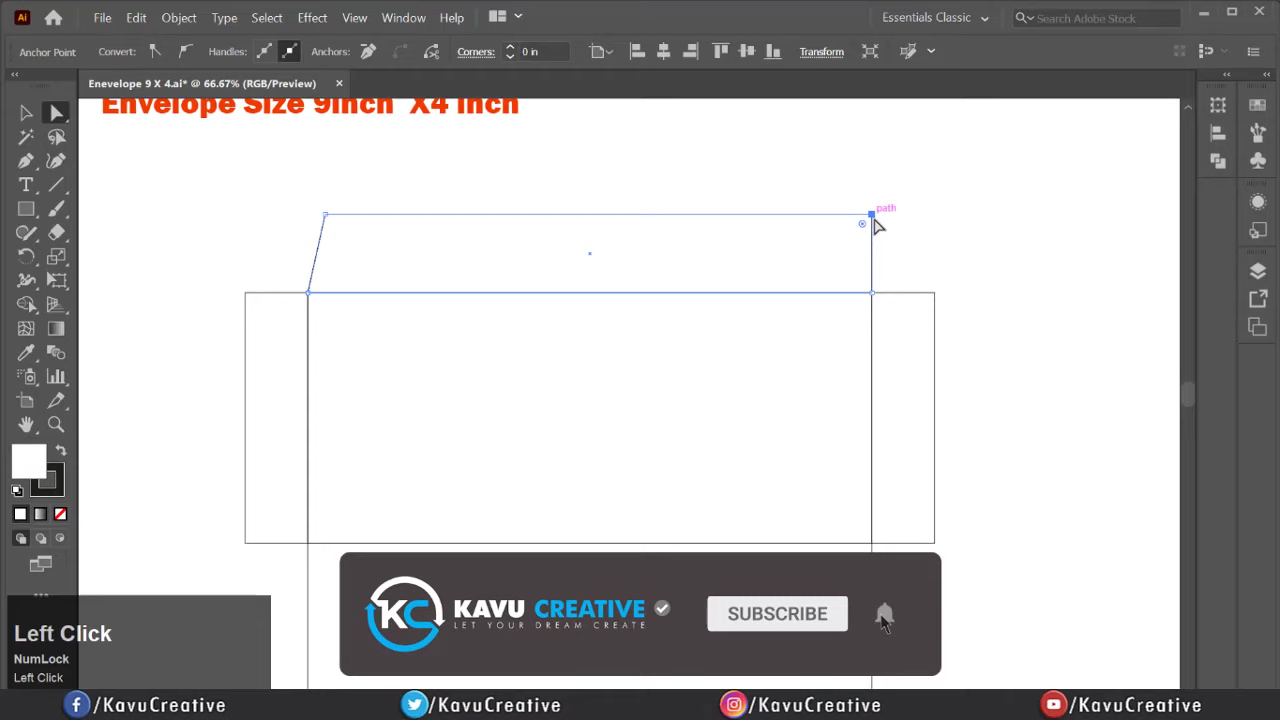 Ai File Edit Object Type Select Effect View Window Help Essentials Classic Search Adobe Stock
Anchor Point Convert: Handles: Anchors: Corners: 0 in Transform
Enevelope 9 X 4.ai* @ 66.67% (RGB/Preview)
Envelope Size 9inch X4 inch
path
KC KAVU CREATIVE
LET YOUR DREAM CREATE
SUBSCRIBE
Left Click
NumLock
Left Click
/KavuCreative /KavuCreative /KavuCreative /KavuCreative